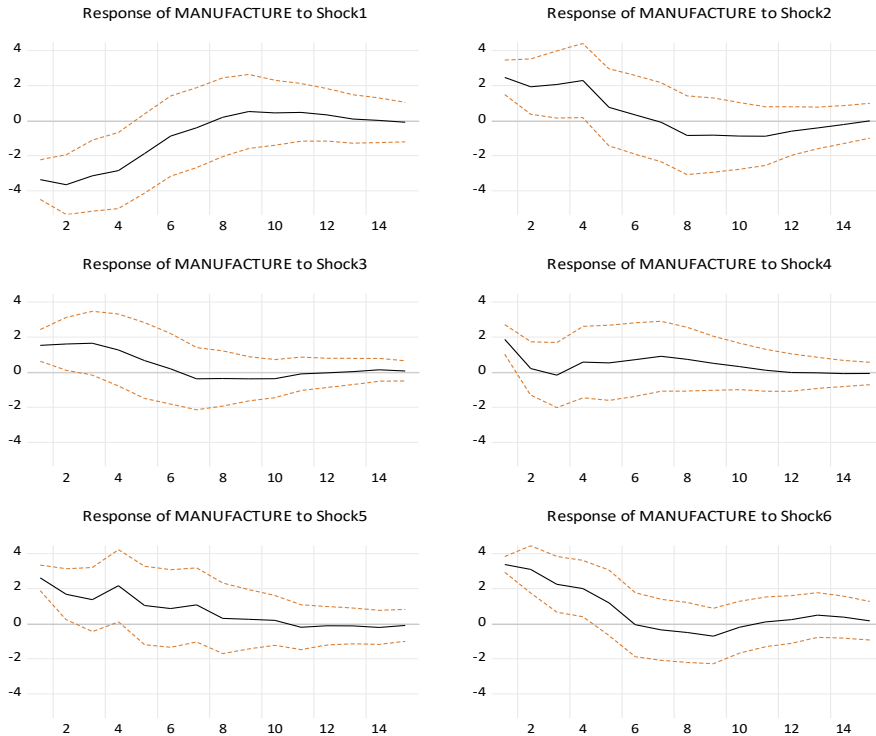 Response of MANUFACTURE to Shock1
4
2
0
-2
-4
2 4 6 8 10 12 14
Response of MANUFACTURE to Shock2
4
2
0
-2
-4
2 4 6 8 10 12 14
Response of MANUFACTURE to Shock3
4
2
0
-2
-4
2 4 6 8 10 12 14
Response of MANUFACTURE to Shock4
4
2
0
-2
-4
2 4 6 8 10 12 14
Response of MANUFACTURE to Shock5
4
2
0
-2
-4
2 4 6 8 10 12 14
Response of MANUFACTURE to Shock6
4
2
0
-2
-4
2 4 6 8 10 12 14